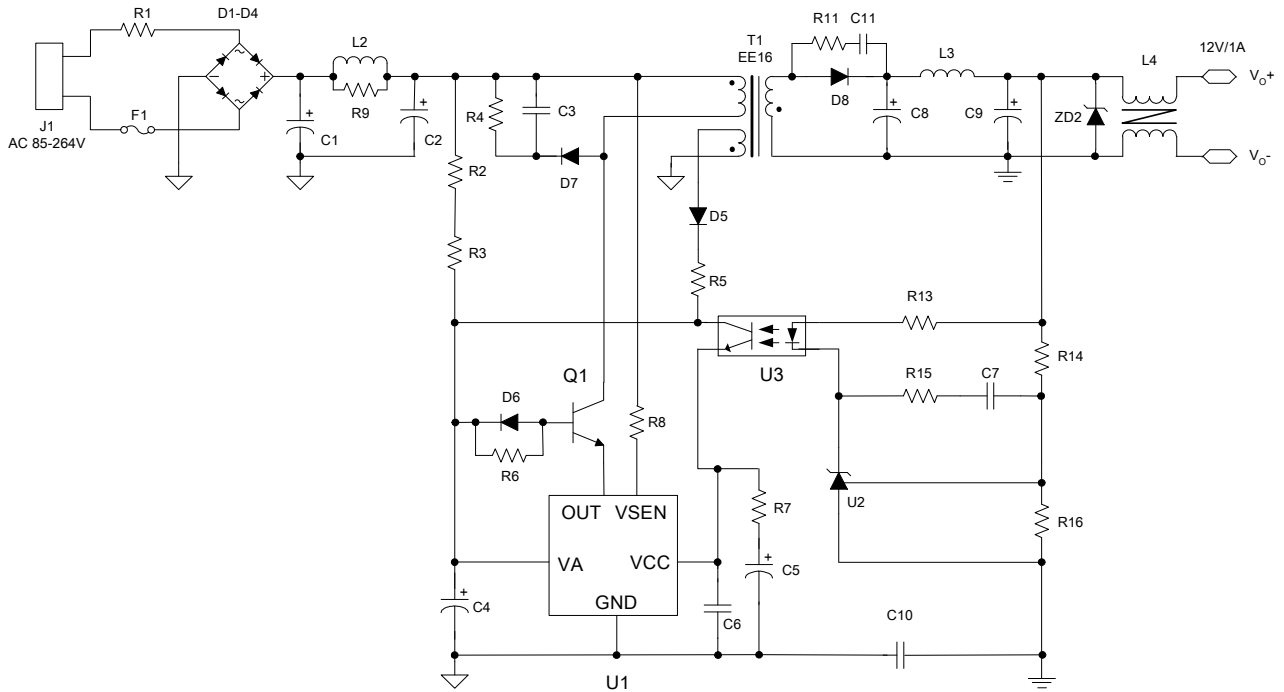 R1
D1-D4
L2
R9
J1
AC 85-264V
F1
C1
C2
R4
C3
D7
R2
R3
T1
EE16
R11
C11
D8
L3
C8
C9
ZD2
L4
12V/1A
VO+
VO-
D5
R5
R13
R14
U3
R15
C7
Q1
D6
R6
R8
U2
R16
R7
OUT
VSEN
VA
VCC
GND
C4
C5
C6
C10
U1
+
+
+
+
+
+
+
-
~
~